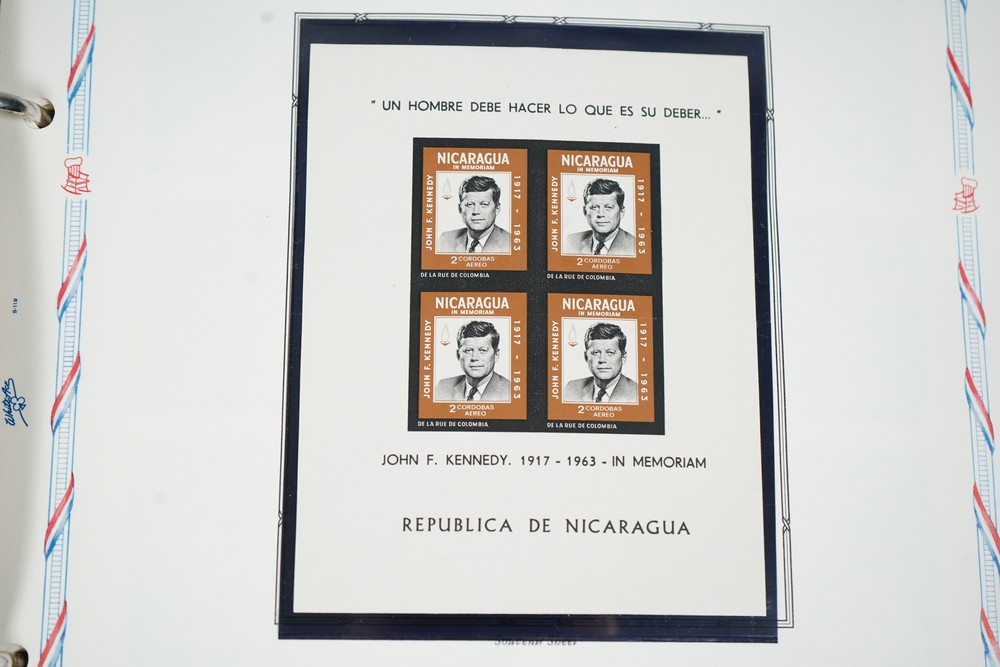 " UN HOMBRE DEBE HACER LO QUE ES SU DEBER... "
NICARAGUA
IN MEMORIAM
JOHN F. KENNEDY
1917 - 1963
2 CORDOBAS
AEREO
DE LA RUE DE COLOMBIA
NICARAGUA
IN MEMORIAM
JOHN F. KENNEDY
1917 - 1963
2 CORDOBAS
AEREO
DE LA RUE DE COLOMBIA
NICARAGUA
IN MEMORIAM
JOHN F. KENNEDY
1917 - 1963
2 CORDOBAS
AEREO
DE LA RUE DE COLOMBIA
NICARAGUA
IN MEMORIAM
JOHN F. KENNEDY
1917 - 1963
2 CORDOBAS
AEREO
DE LA RUE DE COLOMBIA
JOHN F. KENNEDY. 1917 - 1963 - IN MEMORIAM
REPUBLICA DE NICARAGUA
Souvenir Sheet
White Ace